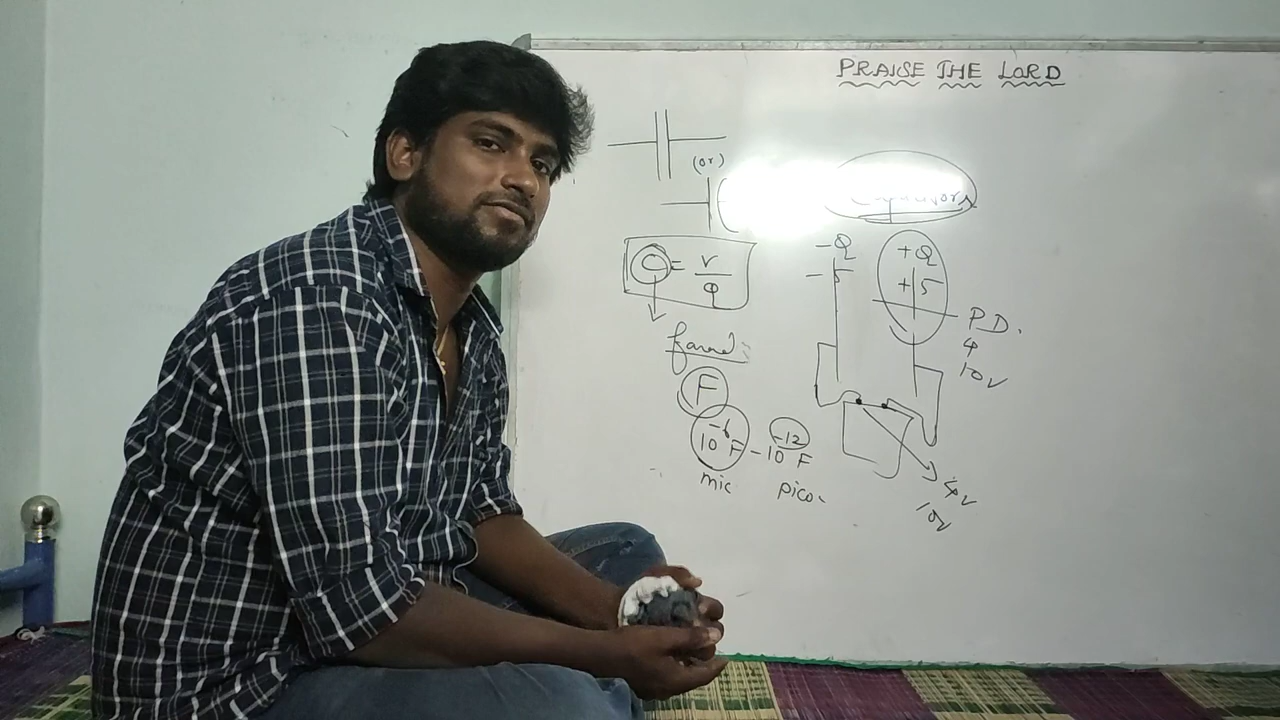 PRAISE THE LORD
(or)
C = V
Q
-Q
+Q
-5
+5
P.D.
4
10v
farad
F
10-6 F - 10-12 F
mic
pico
4v
10v